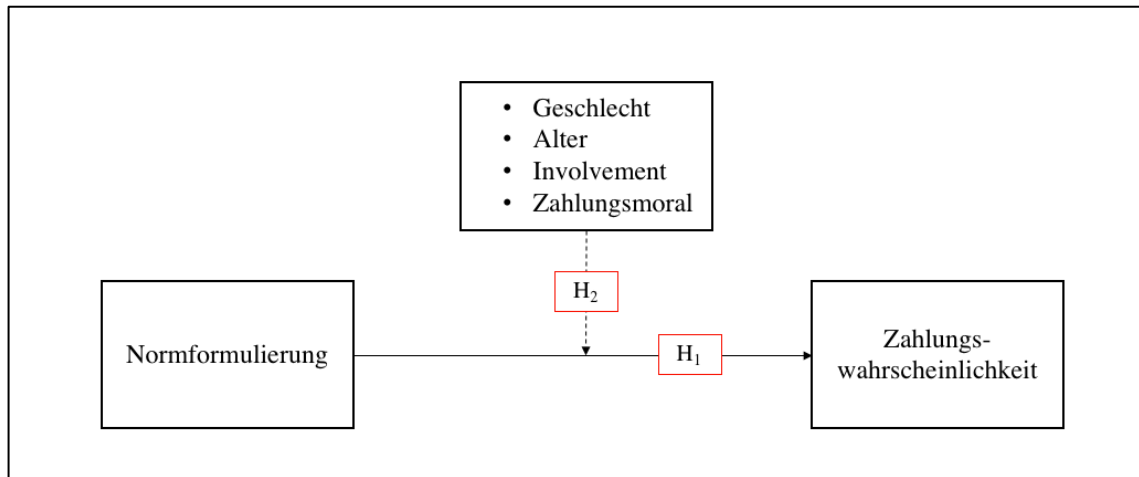 • Geschlecht
• Alter
• Involvement
• Zahlungsmoral
H₂
Normformulierung
H₁
Zahlungs-
wahrscheinlichkeit